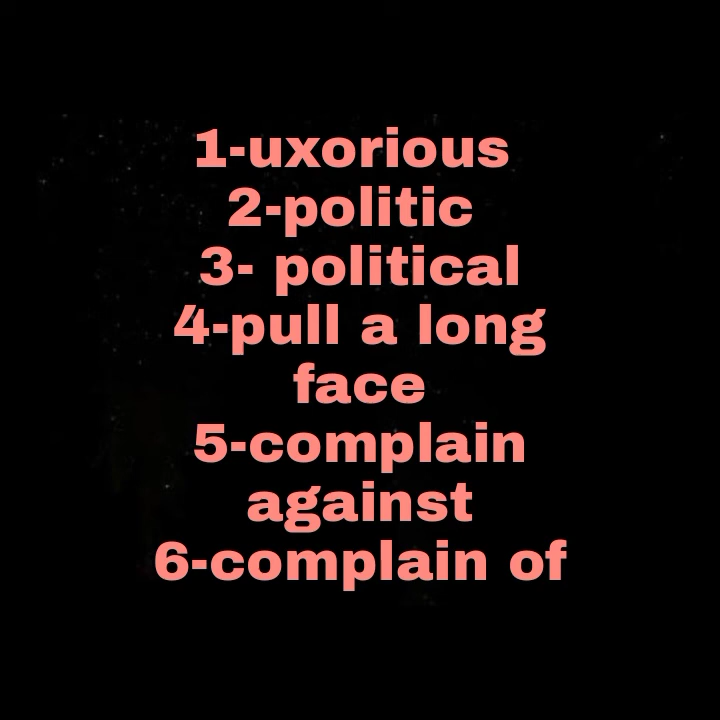 1-uxorious
2-politic
3- political
4-pull a long
face
5-complain
against
6-complain of